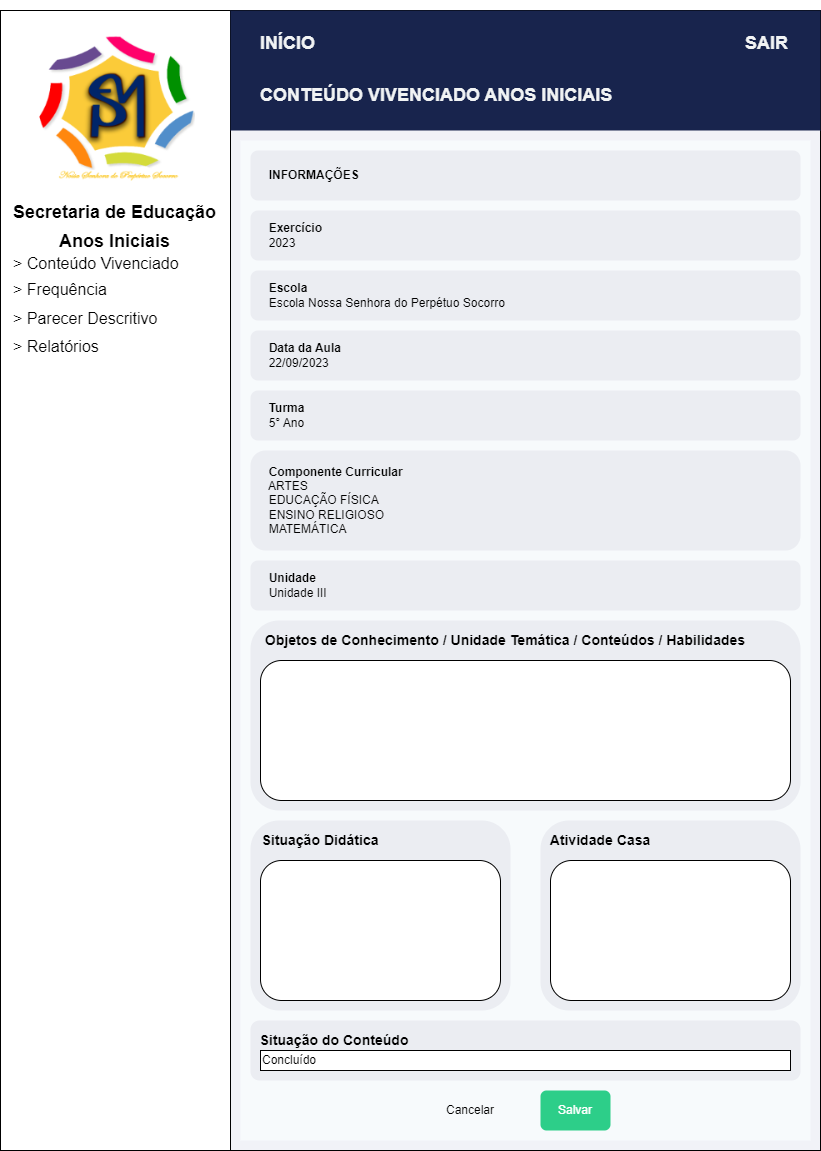 Nossa Senhora do Perpétuo Socorro
Secretaria de Educação
Anos Iniciais
> Conteúdo Vivenciado
> Frequência
> Parecer Descritivo
> Relatórios
INÍCIO
SAIR
CONTEÚDO VIVENCIADO ANOS INICIAIS
INFORMAÇÕES
Exercício
2023
Escola
Escola Nossa Senhora do Perpétuo Socorro
Data da Aula
22/09/2023
Turma
5° Ano
Componente Curricular
ARTES
EDUCAÇÃO FÍSICA
ENSINO RELIGIOSO
MATEMÁTICA
Unidade
Unidade III
Objetos de Conhecimento / Unidade Temática / Conteúdos / Habilidades
Situação Didática
Atividade Casa
Situação do Conteúdo
Concluído
Cancelar
Salvar